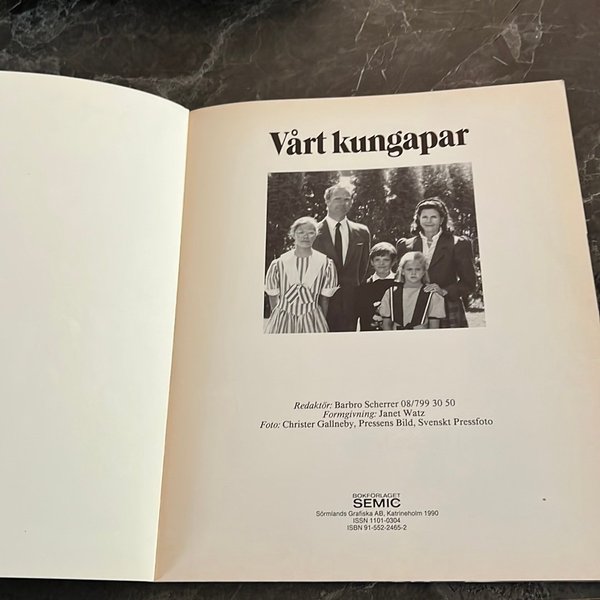 Vårt kungapar
Redaktör: Barbro Scherrer 08/799 30 50
Formgivning: Janet Watz
Foto: Christer Gallneby, Pressens Bild, Svenskt Pressfoto
BOKFÖRLAGET
SEMIC
Sörmlands Grafiska AB, Katrineholm 1990
ISSN 1101-0304
ISBN 91-552-2465-2